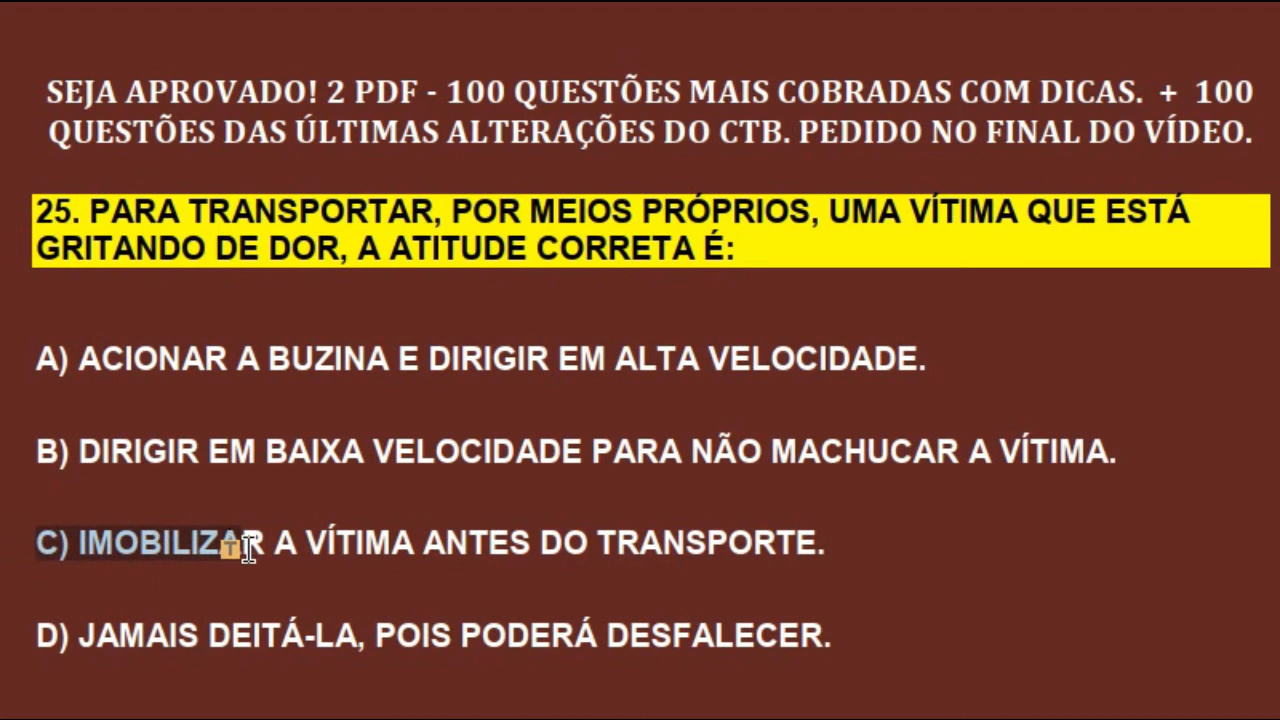 SEJA APROVADO! 2 PDF - 100 QUESTÕES MAIS COBRADAS COM DICAS. + 100
QUESTÕES DAS ÚLTIMAS ALTERAÇÕES DO CTB. PEDIDO NO FINAL DO VÍDEO.
25. PARA TRANSPORTAR, POR MEIOS PRÓPRIOS, UMA VÍTIMA QUE ESTÁ
GRITANDO DE DOR, A ATITUDE CORRETA É:
A) ACIONAR A BUZINA E DIRIGIR EM ALTA VELOCIDADE.
B) DIRIGIR EM BAIXA VELOCIDADE PARA NÃO MACHUCAR A VÍTIMA.
C) IMOBILIZAR A VÍTIMA ANTES DO TRANSPORTE.
D) JAMAIS DEITÁ-LA, POIS PODERÁ DESFALECER.